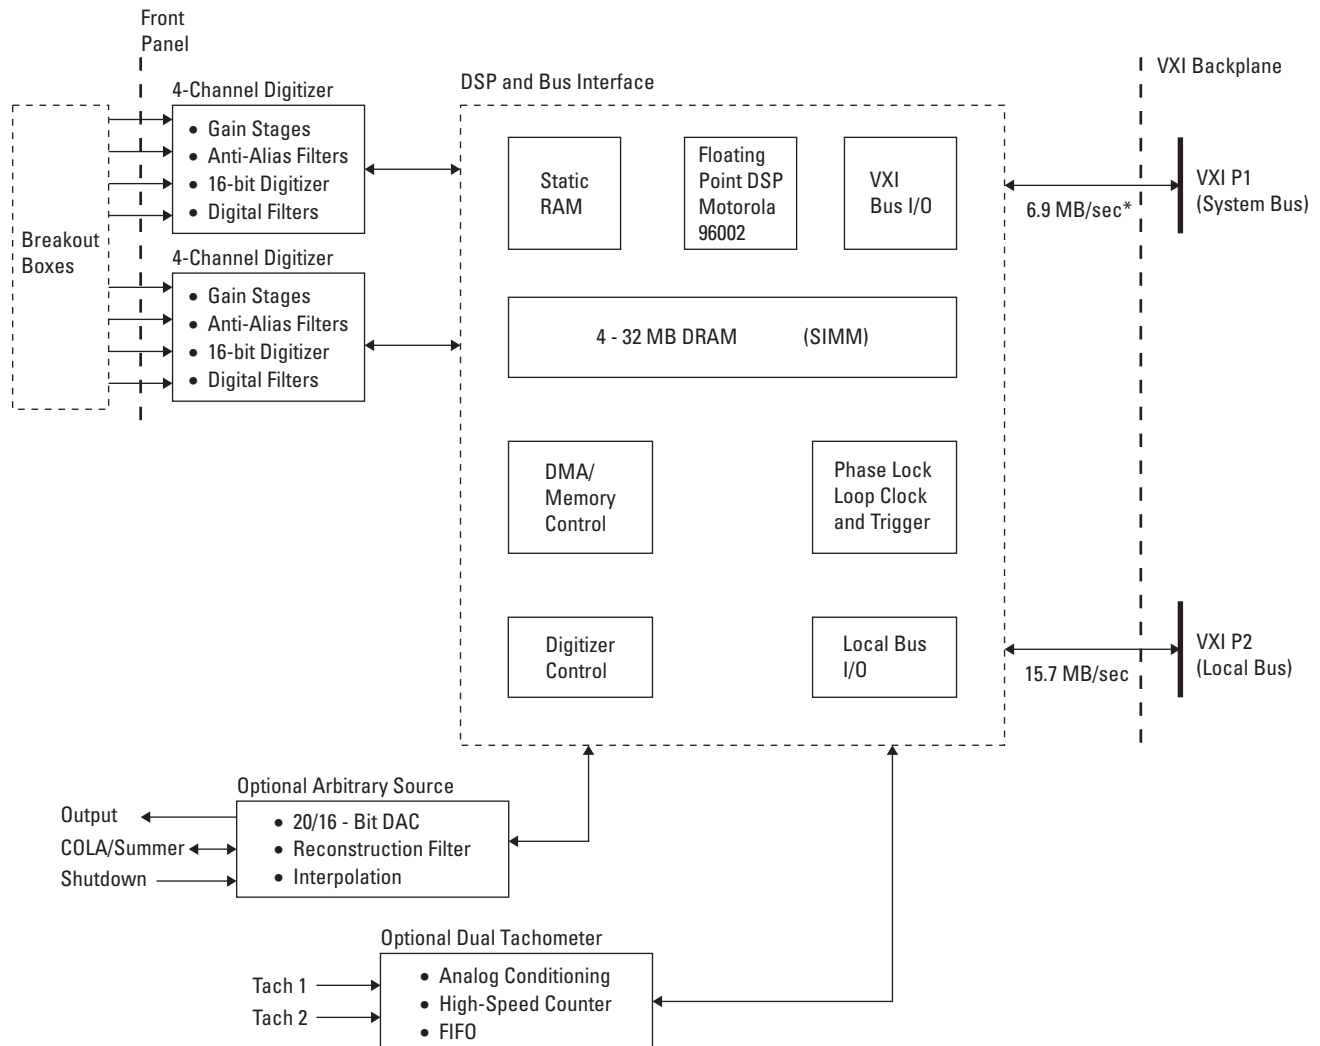 Front
Panel
VXI Backplane
DSP and Bus Interface
4-Channel Digitizer
• Gain Stages
• Anti-Alias Filters
• 16-bit Digitizer
• Digital Filters
Breakout
Boxes
4-Channel Digitizer
• Gain Stages
• Anti-Alias Filters
• 16-bit Digitizer
• Digital Filters
Static
RAM
Floating
Point DSP
Motorola
96002
VXI
Bus I/O
6.9 MB/sec*
VXI P1
(System Bus)
4 - 32 MB DRAM (SIMM)
DMA/
Memory
Control
Phase Lock
Loop Clock
and Trigger
Digitizer
Control
Local Bus
I/O
15.7 MB/sec
VXI P2
(Local Bus)
Optional Arbitrary Source
Output
COLA/Summer
Shutdown
• 20/16 - Bit DAC
• Reconstruction Filter
• Interpolation
Optional Dual Tachometer
Tach 1
Tach 2
• Analog Conditioning
• High-Speed Counter
• FIFO